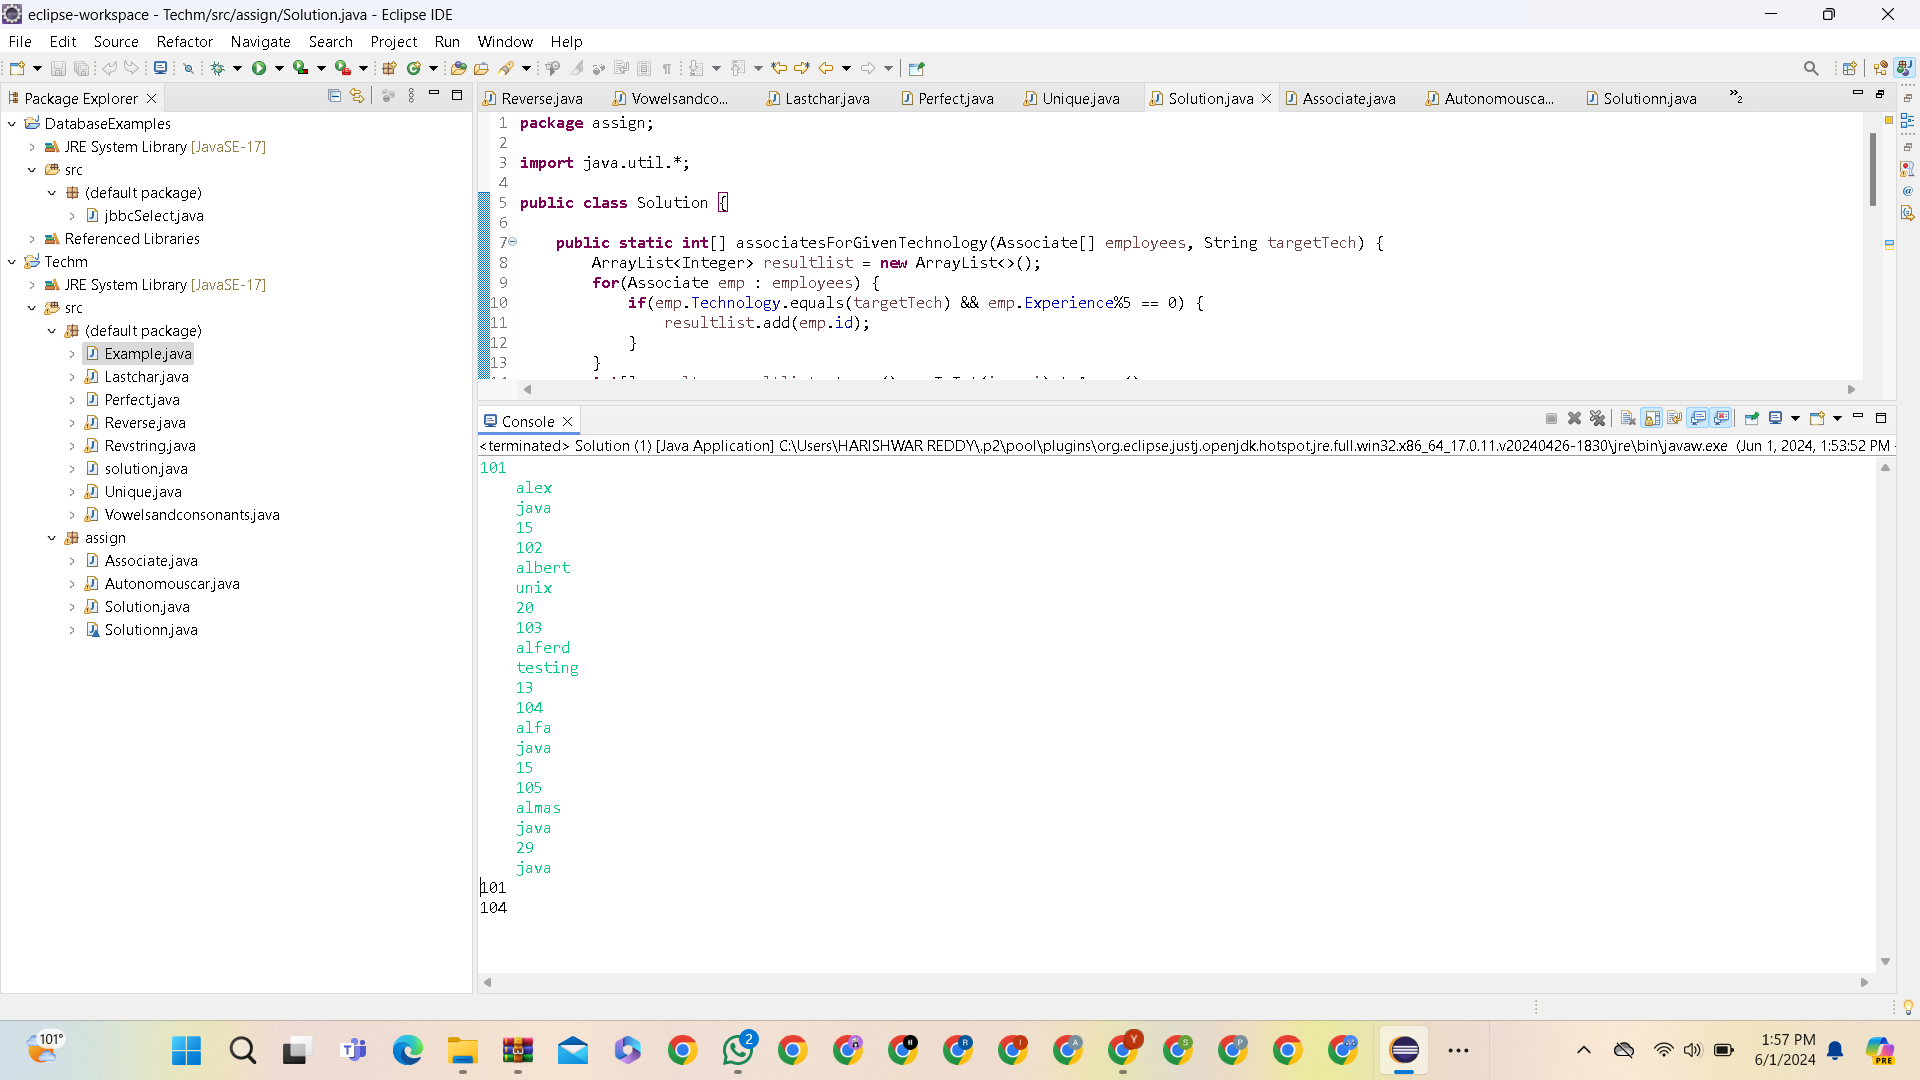 eclipse-workspace - Techm/src/assign/Solution.java - Eclipse IDE
File Edit Source Refactor Navigate Search Project Run Window Help
Package Explorer
DatabaseExamples
JRE System Library [JavaSE-17]
src
(default package)
jbbcSelect.java
Referenced Libraries
Techm
JRE System Library [JavaSE-17]
src
(default package)
Example.java
Lastchar.java
Perfect.java
Reverse.java
Revstring.java
solution.java
Unique.java
Vowelsandconsonants.java
assign
Associate.java
Autonomouscar.java
Solution.java
Solutionn.java
Reverse.java Vowelsandco... Lastchar.java Perfect.java Unique.java Solution.java Associate.java Autonomousca... Solutionn.java »2
1 package assign;
2
3 import java.util.*;
4
5 public class Solution {
6
7 public static int[] associatesForGivenTechnology(Associate[] employees, String targetTech) {
8 ArrayList<Integer> resultlist = new ArrayList<>();
9 for(Associate emp : employees) {
10 if(emp.Technology.equals(targetTech) && emp.Experience%5 == 0) {
11 resultlist.add(emp.id);
12 }
13 }
Console
<terminated> Solution (1) [Java Application] C:\Users\HARISHWAR REDDY\.p2\pool\plugins\org.eclipse.justj.openjdk.hotspot.jre.full.win32.x86_64_17.0.11.v20240426-1830\jre\bin\javaw.exe (Jun 1, 2024, 1:53:52 PM -
101
alex
java
15
102
albert
unix
20
103
alferd
testing
13
104
alfa
java
15
105
almas
java
29
java
101
104
101°
2
H
R
I
A
Y
S
P
PRE
1:57 PM
6/1/2024